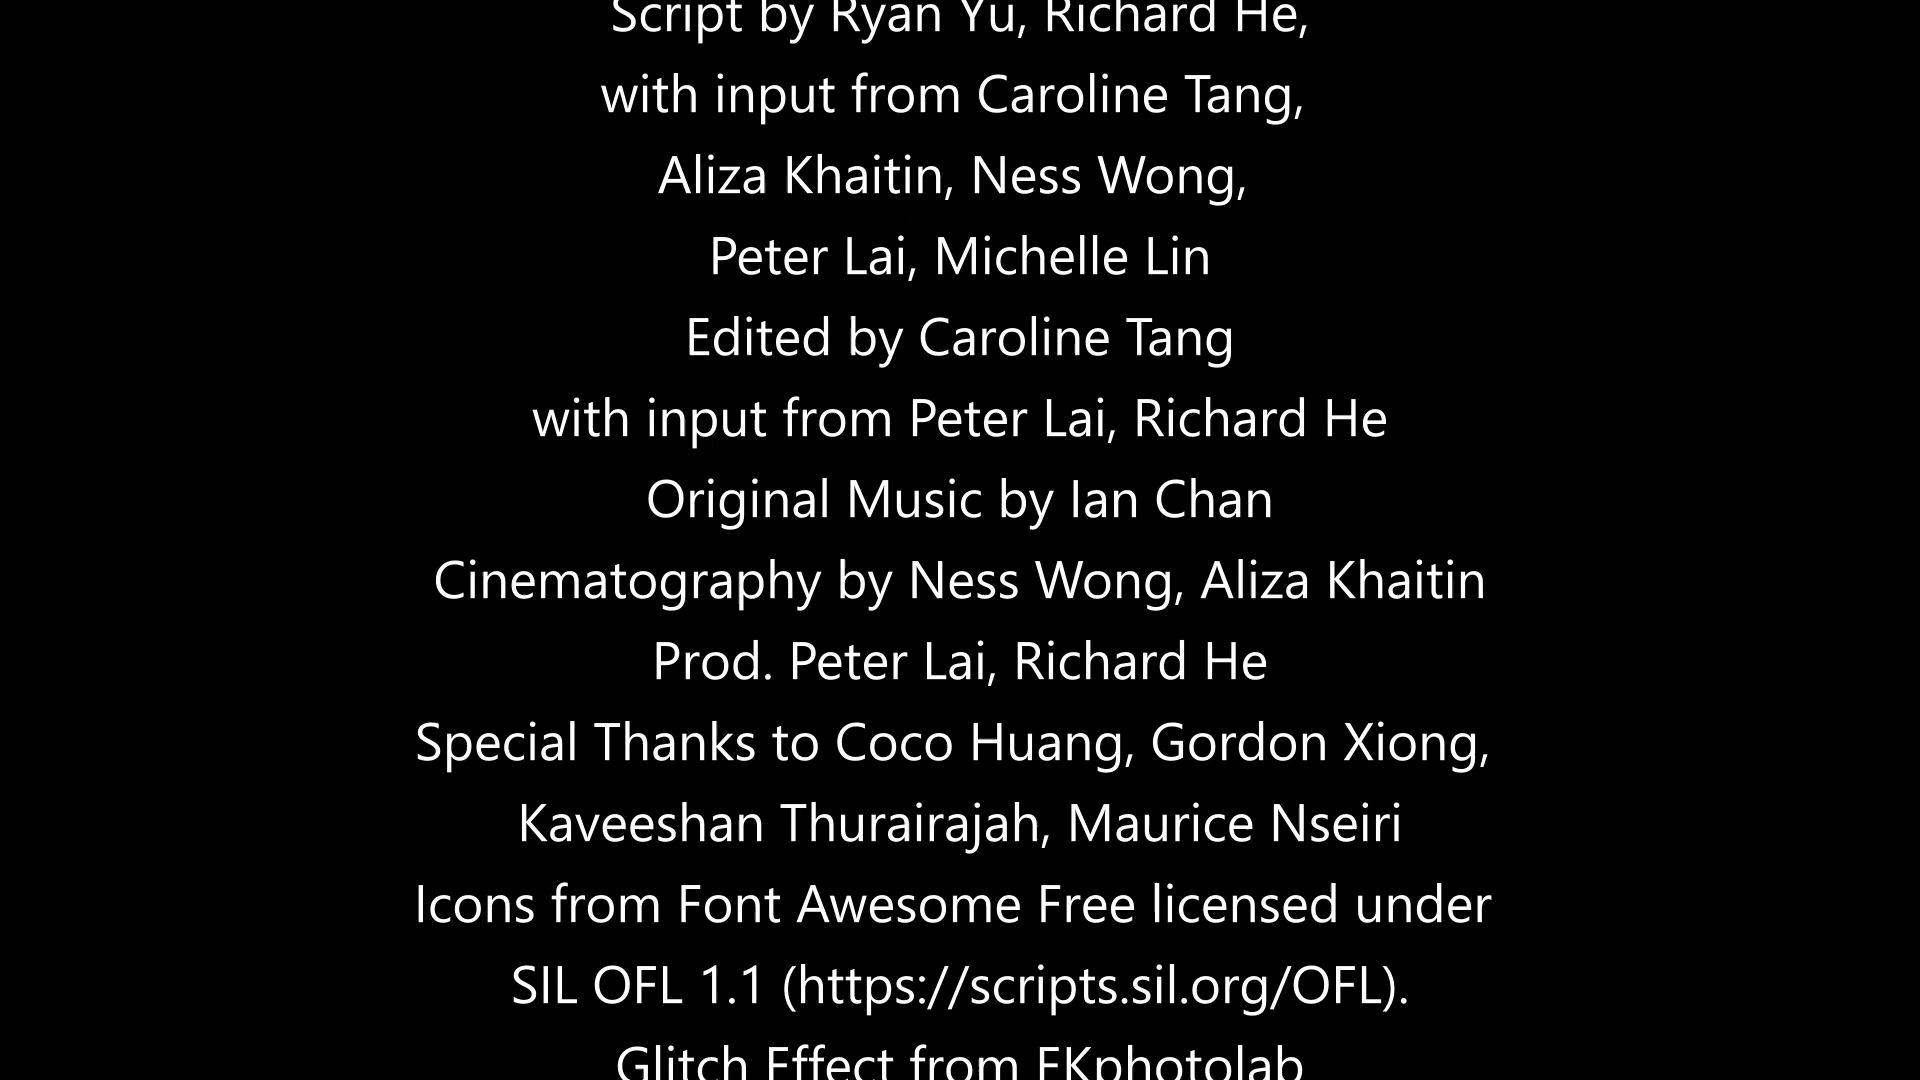 Script by Ryan Yu, Richard He,
with input from Caroline Tang,
Aliza Khaitin, Ness Wong,
Peter Lai, Michelle Lin
Edited by Caroline Tang
with input from Peter Lai, Richard He
Original Music by Ian Chan
Cinematography by Ness Wong, Aliza Khaitin
Prod. Peter Lai, Richard He
Special Thanks to Coco Huang, Gordon Xiong,
Kaveeshan Thurairajah, Maurice Nseiri
Icons from Font Awesome Free licensed under
SIL OFL 1.1 (https://scripts.sil.org/OFL).
Glitch Effect from FKphotolab